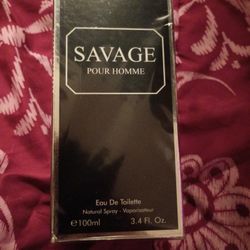 SAVAGE
POUR HOMME
Eau De Toilette
Natural Spray - Vaporisateur
℮100ml 3.4 Fl. Oz.